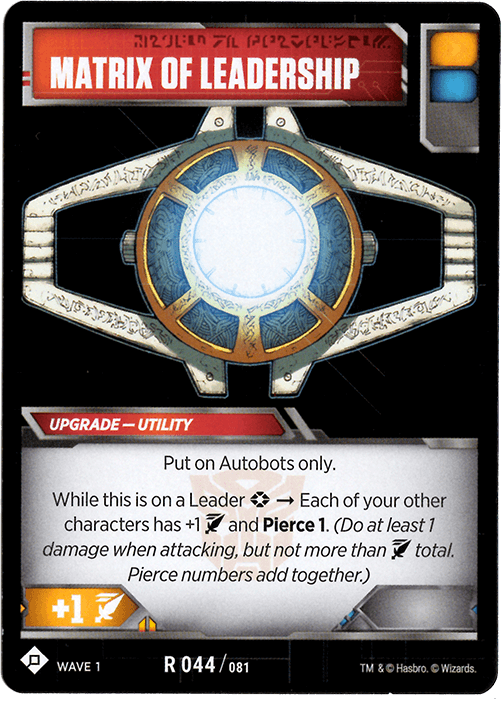 MATRIX OF LEADERSHIP
UPGRADE — UTILITY
Put on Autobots only.
While this is on a Leader → Each of your other
characters has +1 and Pierce 1. (Do at least 1
damage when attacking, but not more than total.
Pierce numbers add together.)
+1
WAVE 1
R 044/081
TM & © Hasbro. © Wizards.